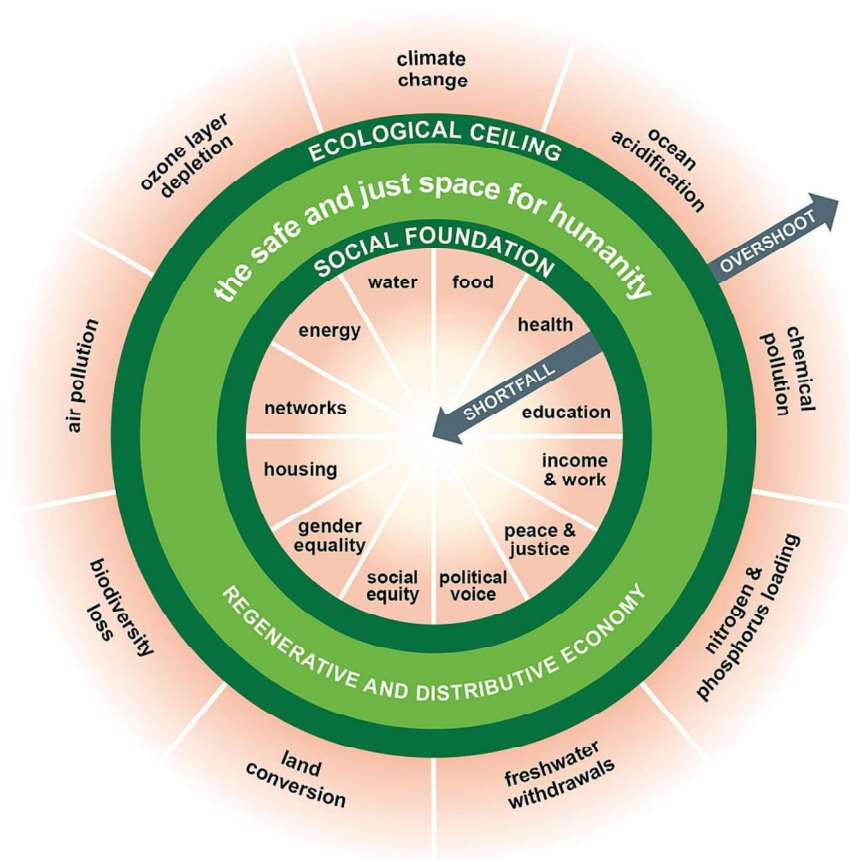 climate
change
ocean
acidification
chemical
pollution
nitrogen &
phosphorus loading
freshwater
withdrawals
land
conversion
biodiversity
loss
air pollution
ozone layer
depletion
OVERSHOOT
ECOLOGICAL CEILING
the safe and just space for humanity
SOCIAL FOUNDATION
water
food
health
SHORTFALL
education
income
& work
peace &
justice
political
voice
social
equity
gender
equality
housing
networks
energy
REGENERATIVE AND DISTRIBUTIVE ECONOMY